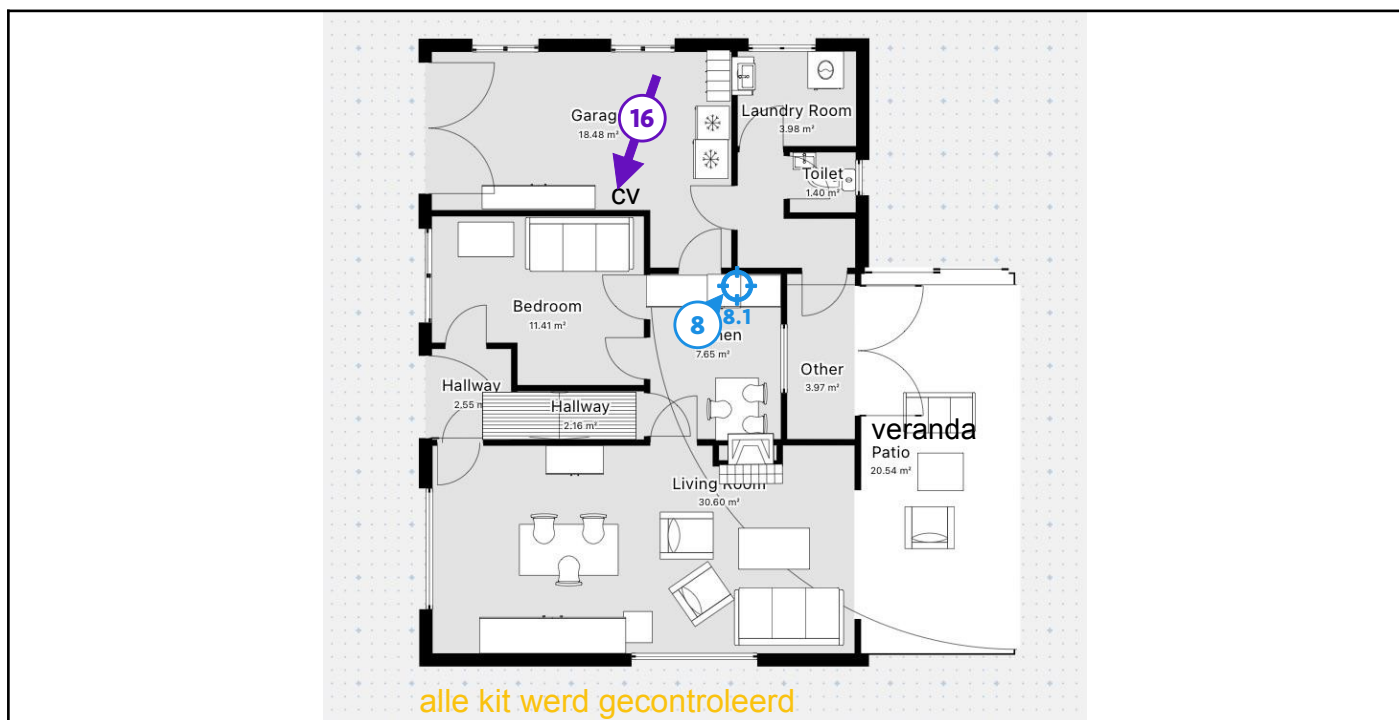 Garag
18.48 m²
16
Laundry Room
3.98 m²
Toilet
1.40 m²
cv
Bedroom
11.41 m²
8
8.1
hen
7.65 m²
Other
3.97 m²
Hallway
2.55 m
Hallway
2.16 m²
veranda
Patio
20.54 m²
Living Room
30.60 m²
alle kit werd gecontroleerd